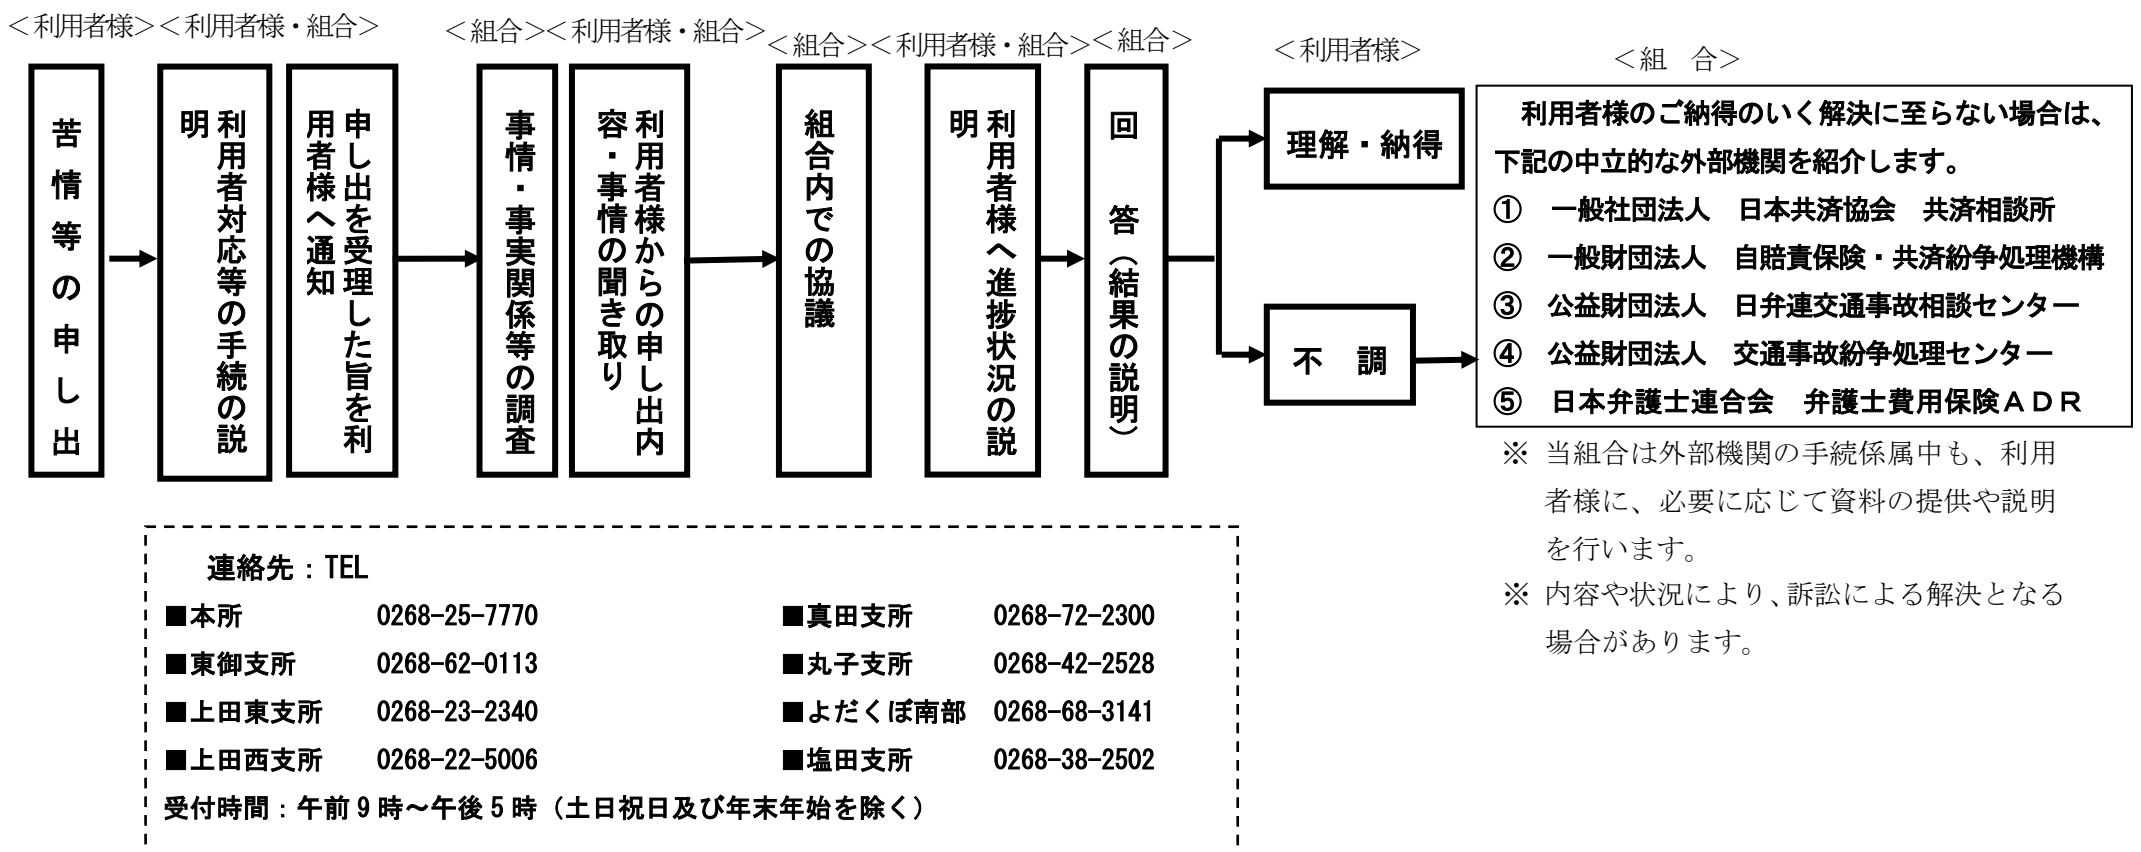 ＜利用者様＞
＜利用者様・組合＞
＜組合＞
＜利用者様・組合＞
＜組合＞
＜利用者様・組合＞
＜組合＞
＜利用者様＞
＜組　合＞
苦情等の申し出
利用者対応等の手続の説
明
申し出を受理した旨を利
用者様へ通知
事情・事実関係等の調査
利用者様からの申し出内
容・事情の聞き取り
組合内での協議
利用者様へ進捗状況の説
明
回　答（結果の説明）
理解・納得
不　調
利用者様のご納得のいく解決に至らない場合は、
下記の中立的な外部機関を紹介します。
①　一般社団法人　日本共済協会　共済相談所
②　一般財団法人　自賠責保険・共済紛争処理機構
③　公益財団法人　日弁連交通事故相談センター
④　公益財団法人　交通事故紛争処理センター
⑤　日本弁護士連合会　弁護士費用保険ＡＤＲ
※ 当組合は外部機関の手続係属中も、利用
者様に、必要に応じて資料の提供や説明
を行います。
※ 内容や状況により、訴訟による解決となる
場合があります。
連絡先：TEL
■本所　0268-25-7770　■真田支所　0268-72-2300
■東御支所　0268-62-0113　■丸子支所　0268-42-2528
■上田東支所　0268-23-2340　■よだくぼ南部　0268-68-3141
■上田西支所　0268-22-5006　■塩田支所　0268-38-2502
受付時間：午前９時～午後５時（土日祝日及び年末年始を除く）